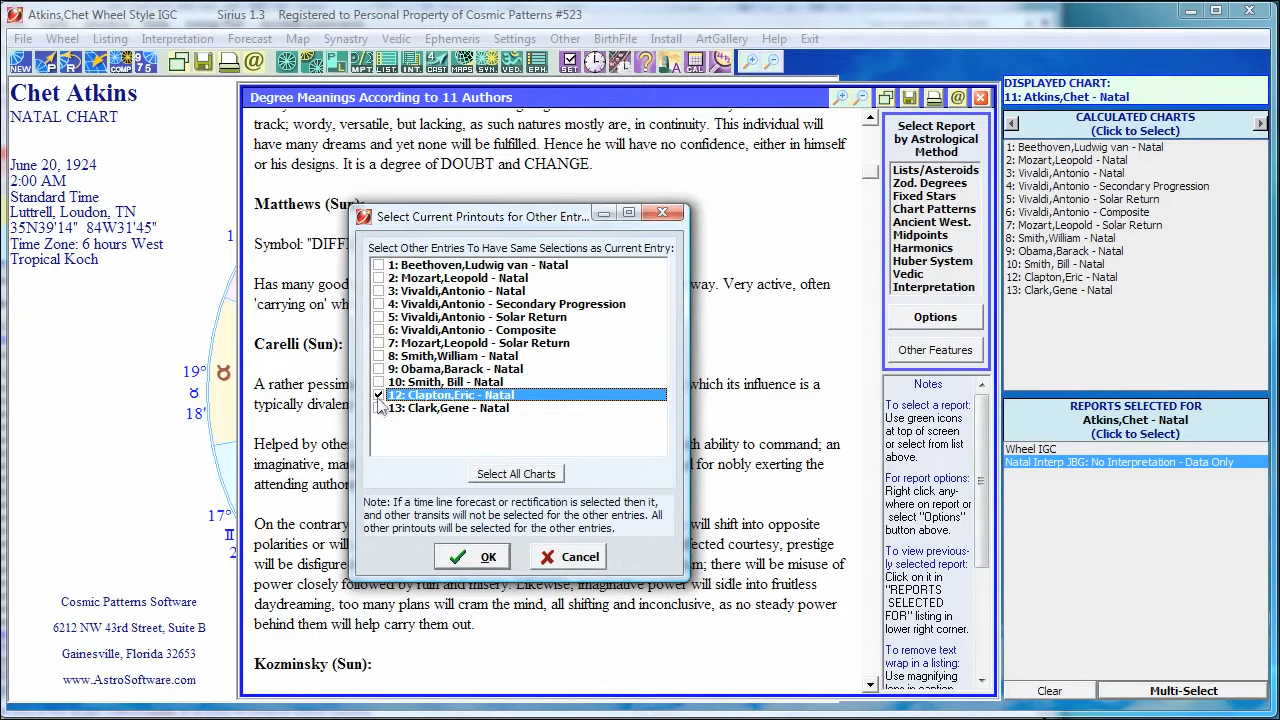 Atkins,Chet Wheel Style IGC Sirius 1.3 Registered to Personal Property of Cosmic Patterns #523
File Wheel Listing Interpretation Forecast Map Synastry Vedic Ephemeris Settings Other BirthFile Install ArtGallery Help Exit
Chet Atkins
NATAL CHART
June 20, 1924
2:00 AM
Standard Time
Luttrell, Loudon, TN
35N39'14" 84W31'45"
Time Zone: 6 hours West
Tropical Koch
19°
18'
17°
Cosmic Patterns Software
6212 NW 43rd Street, Suite B
Gainesville, Florida 32653
www.AstroSoftware.com
Degree Meanings According to 11 Authors
track; wordy, versatile, but lacking, as such natures mostly are, in continuity. This individual will
have many dreams and yet none will be fulfilled. Hence he will have no confidence, either in himself
or his designs. It is a degree of DOUBT and CHANGE.
Matthews (Sun):
Symbol: "DIFF
Has many good way. Very active, often
'carrying on' wh
Carelli (Sun):
A rather pessim which its influence is a
typically divalen
Helped by othe h ability to command; an
imaginative, ma for nobly exerting the
attending author
On the contrary will shift into opposite
polarities or wil fected courtesy, prestige
will be disfigure m; there will be misuse of
power closely followed by ruin and misery. Likewise, imaginative power will sidle into fruitless
daydreaming, too many plans will cram the mind, all shifting and inconclusive, as no steady power
behind them will help carry them out.
Kozminsky (Sun):
Select Current Printouts for Other Entr...
Select Other Entries To Have Same Selections as Current Entry:
1: Beethoven,Ludwig van - Natal
2: Mozart,Leopold - Natal
3: Vivaldi,Antonio - Natal
4: Vivaldi,Antonio - Secondary Progression
5: Vivaldi,Antonio - Solar Return
6: Vivaldi,Antonio - Composite
7: Mozart,Leopold - Solar Return
8: Smith,William - Natal
9: Obama,Barack - Natal
10: Smith, Bill - Natal
12: Clapton,Eric - Natal
13: Clark,Gene - Natal
Select All Charts
Note: If a time line forecast or rectification is selected then it,
and other transits will not be selected for the other entries. All
other printouts will be selected for the other entries.
OK Cancel
Select Report
by Astrological
Method
Lists/Asteroids
Zod. Degrees
Fixed Stars
Chart Patterns
Ancient West.
Midpoints
Harmonics
Huber System
Vedic
Interpretation
Options
Other Features
Notes
To select a report:
Use green icons
at top of screen
or select from list
above.
For report options:
Right click any-
where on report or
select "Options"
button above.
To view previous-
ly selected report:
Click on it in
"REPORTS
SELECTED
FOR" listing in
lower right corner.
To remove text
wrap in a listing:
Use magnifying
DISPLAYED CHART:
11: Atkins,Chet - Natal
CALCULATED CHARTS
(Click to Select)
1: Beethoven,Ludwig van - Natal
2: Mozart,Leopold - Natal
3: Vivaldi,Antonio - Natal
4: Vivaldi,Antonio - Secondary Progression
5: Vivaldi,Antonio - Solar Return
6: Vivaldi,Antonio - Composite
7: Mozart,Leopold - Solar Return
8: Smith,William - Natal
9: Obama,Barack - Natal
10: Smith, Bill - Natal
12: Clapton,Eric - Natal
13: Clark,Gene - Natal
REPORTS SELECTED FOR
Atkins,Chet - Natal
(Click to Select)
Wheel IGC
Natal Interp JBG: No Interpretation - Data Only
Clear Multi-Select